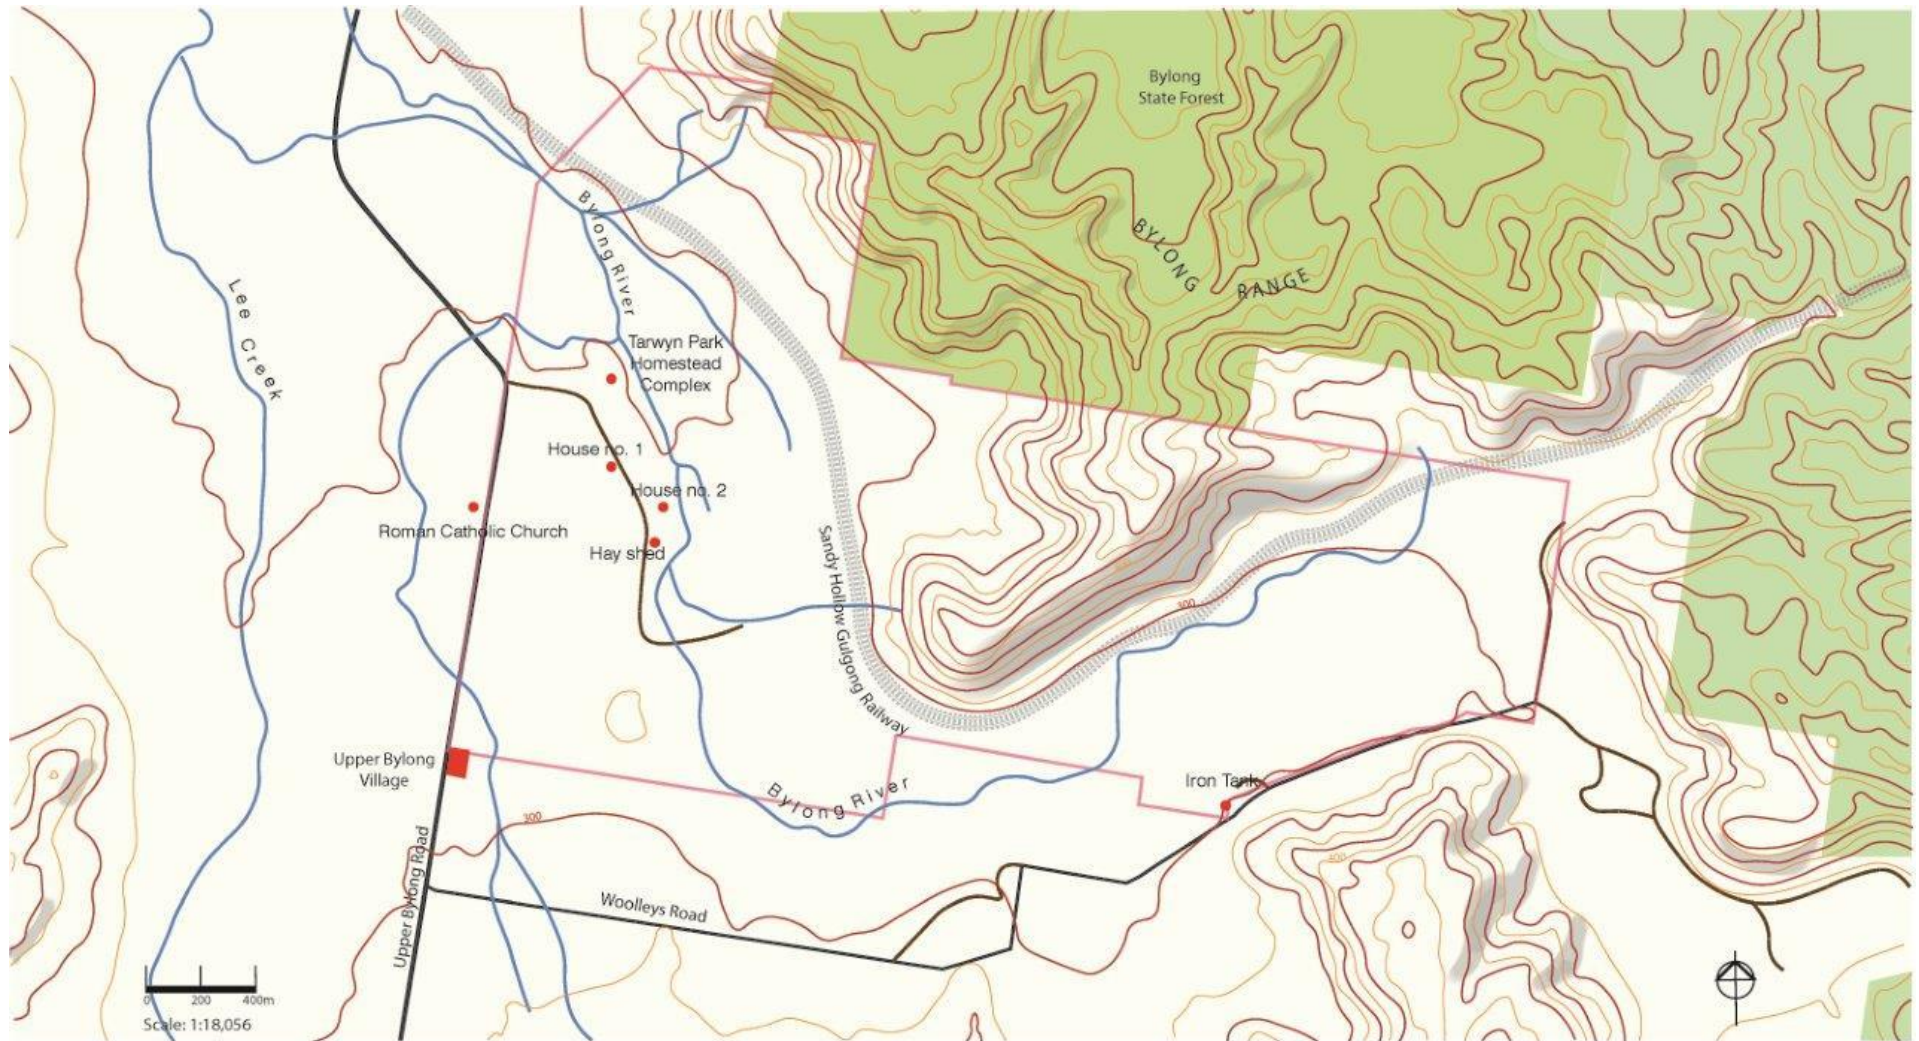 Bylong
State Forest
BYLONG
RANGE
Bylong River
Lee Creek
Tarwyn Park
Homestead
Complex
House no. 1
House no. 2
Roman Catholic Church
Hay shed
Sandy Hollow Gulgong Railway
300
Upper Bylong
Village
Iron Tank
Bylong River
300
400
Upper Bylong Road
Woolleys Road
0 200 400m
Scale: 1:18,056